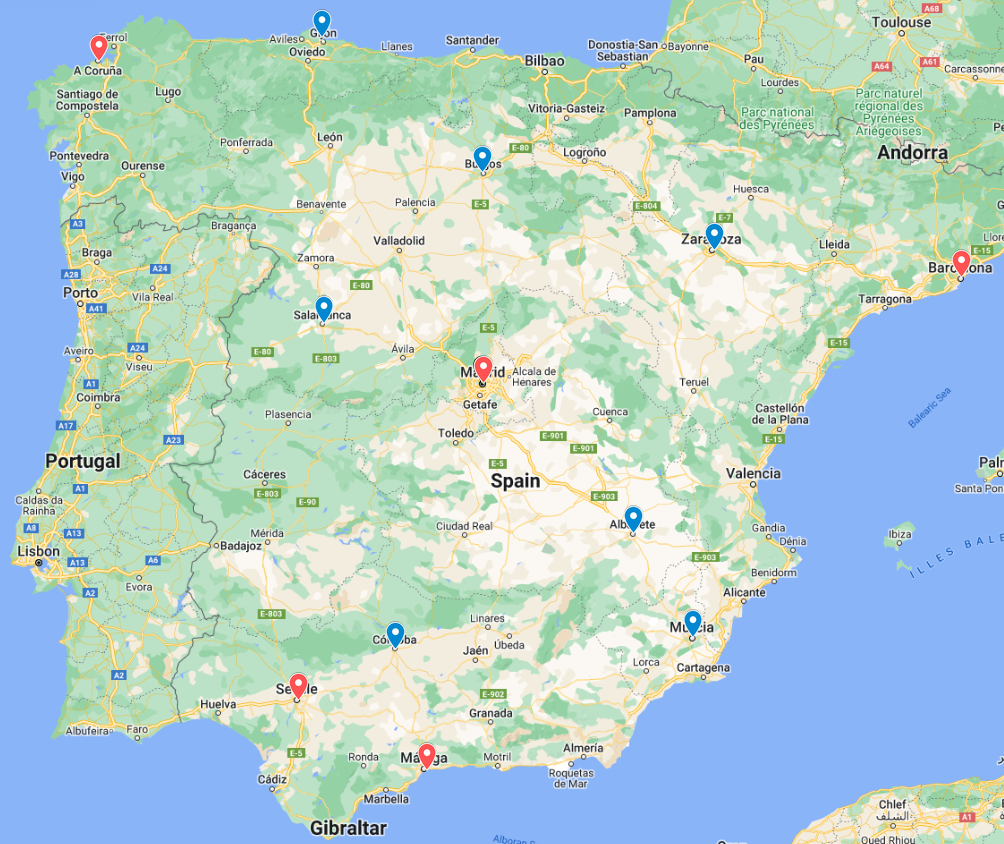 A68
Toulouse
Gijón
Ferrol
Avilés
Oviedo
Llanes
Santander
Donostia-San
Sebastian
Bayonne
Bilbao
Pau
A64
A61
Carcassonne
A Coruña
Lourdes
Santiago de
Compostela
Lugo
Vitoria-Gasteiz
Pamplona
Parc national
des Pyrénées
Parc naturel
régional des
Pyrénées
Ariégeoises
León
Ponferrada
E-80
Logroño
Andorra
Pontevedra
Vigo
Ourense
Burgos
Huesca
Benavente
Palencia
E-5
E-804
E-7
A3
Bragança
Valladolid
Zaragoza
Lleida
E-15
Braga
A24
Zamora
Barcelona
A28
E-80
Porto
Vila Real
A41
Tarragona
Salamanca
E-5
Aveiro
A24
Viseu
E-80
E-803
Ávila
E-15
A1
Coimbra
Madrid
Alcala de
Henares
Teruel
Getafe
Plasencia
Cuenca
Castellón
de la Plana
Balearic Sea
A17
A23
Toledo
E-901
E-901
E-15
Portugal
E-5
Cáceres
Spain
Valencia
A1
E-803
E-90
E-903
Caldas da
Rainha
Santa Pon
A8
A13
Mérida
Ciudad Real
Albacete
Gandia
Ibiza
Lisbon
A13
A6
Badajoz
E-903
Dénia
ILLES BALE
Evora
Benidorm
A2
Alicante
E-803
Linares
Murcia
Córdoba
Úbeda
Jaén
Lorca
Cartagena
A2
Seville
E-902
Huelva
Granada
Albufeira
Faro
E-5
Ronda
Málaga
Motril
Almería
Cádiz
Roquetas
de Mar
Marbella
Chlef
الشلف
A1
Gibraltar
Alboran
Oued Rhiou